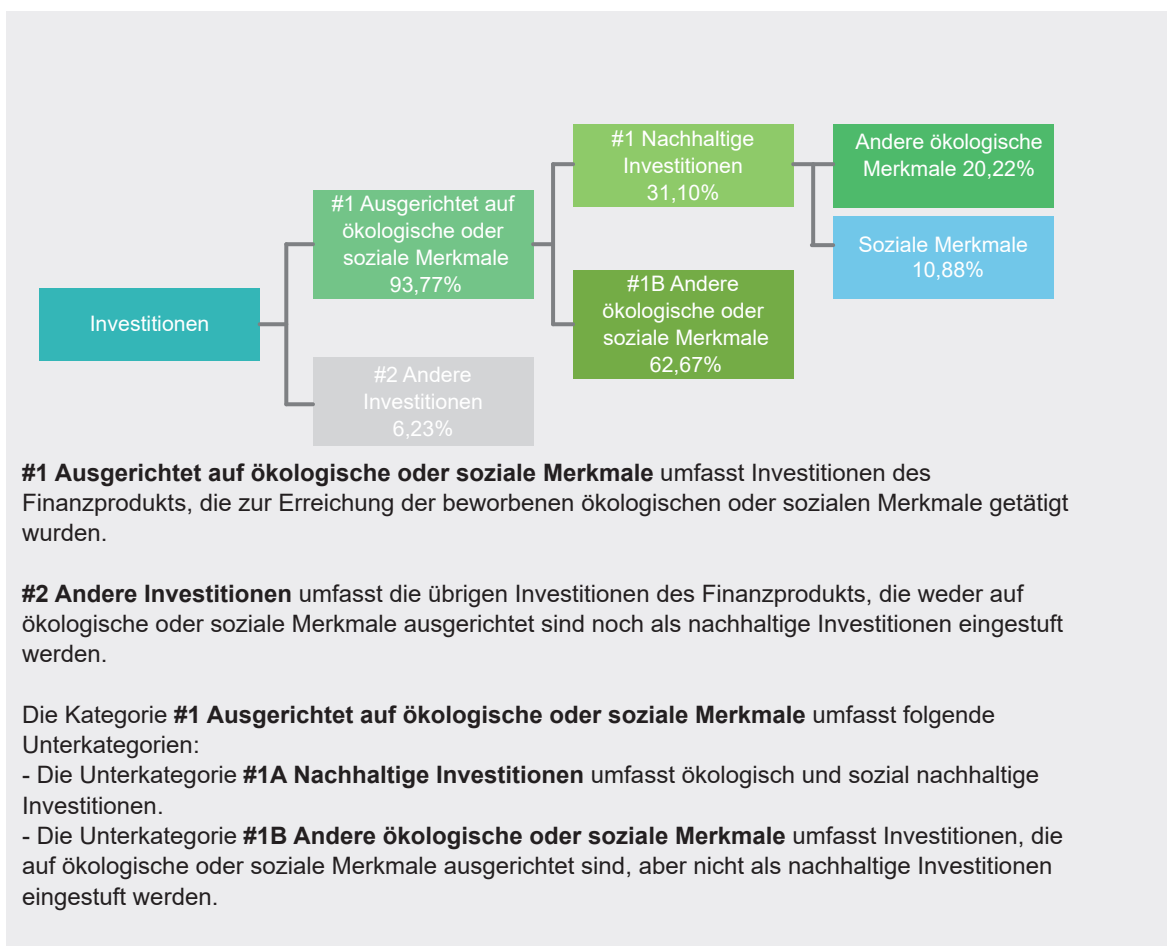 #1 Nachhaltige
Investitionen
31,10%
Andere ökologische
Merkmale 20,22%
#1 Ausgerichtet auf
ökologische oder
soziale Merkmale
93,77%
Soziale Merkmale
10,88%
Investitionen
#1B Andere
ökologische oder
soziale Merkmale
62,67%
#2 Andere
Investitionen
6,23%
#1 Ausgerichtet auf ökologische oder soziale Merkmale umfasst Investitionen des
Finanzprodukts, die zur Erreichung der beworbenen ökologischen oder sozialen Merkmale getätigt
wurden.
#2 Andere Investitionen umfasst die übrigen Investitionen des Finanzprodukts, die weder auf
ökologische oder soziale Merkmale ausgerichtet sind noch als nachhaltige Investitionen eingestuft
werden.
Die Kategorie #1 Ausgerichtet auf ökologische oder soziale Merkmale umfasst folgende
Unterkategorien:
- Die Unterkategorie #1A Nachhaltige Investitionen umfasst ökologisch und sozial nachhaltige
Investitionen.
- Die Unterkategorie #1B Andere ökologische oder soziale Merkmale umfasst Investitionen, die
auf ökologische oder soziale Merkmale ausgerichtet sind, aber nicht als nachhaltige Investitionen
eingestuft werden.